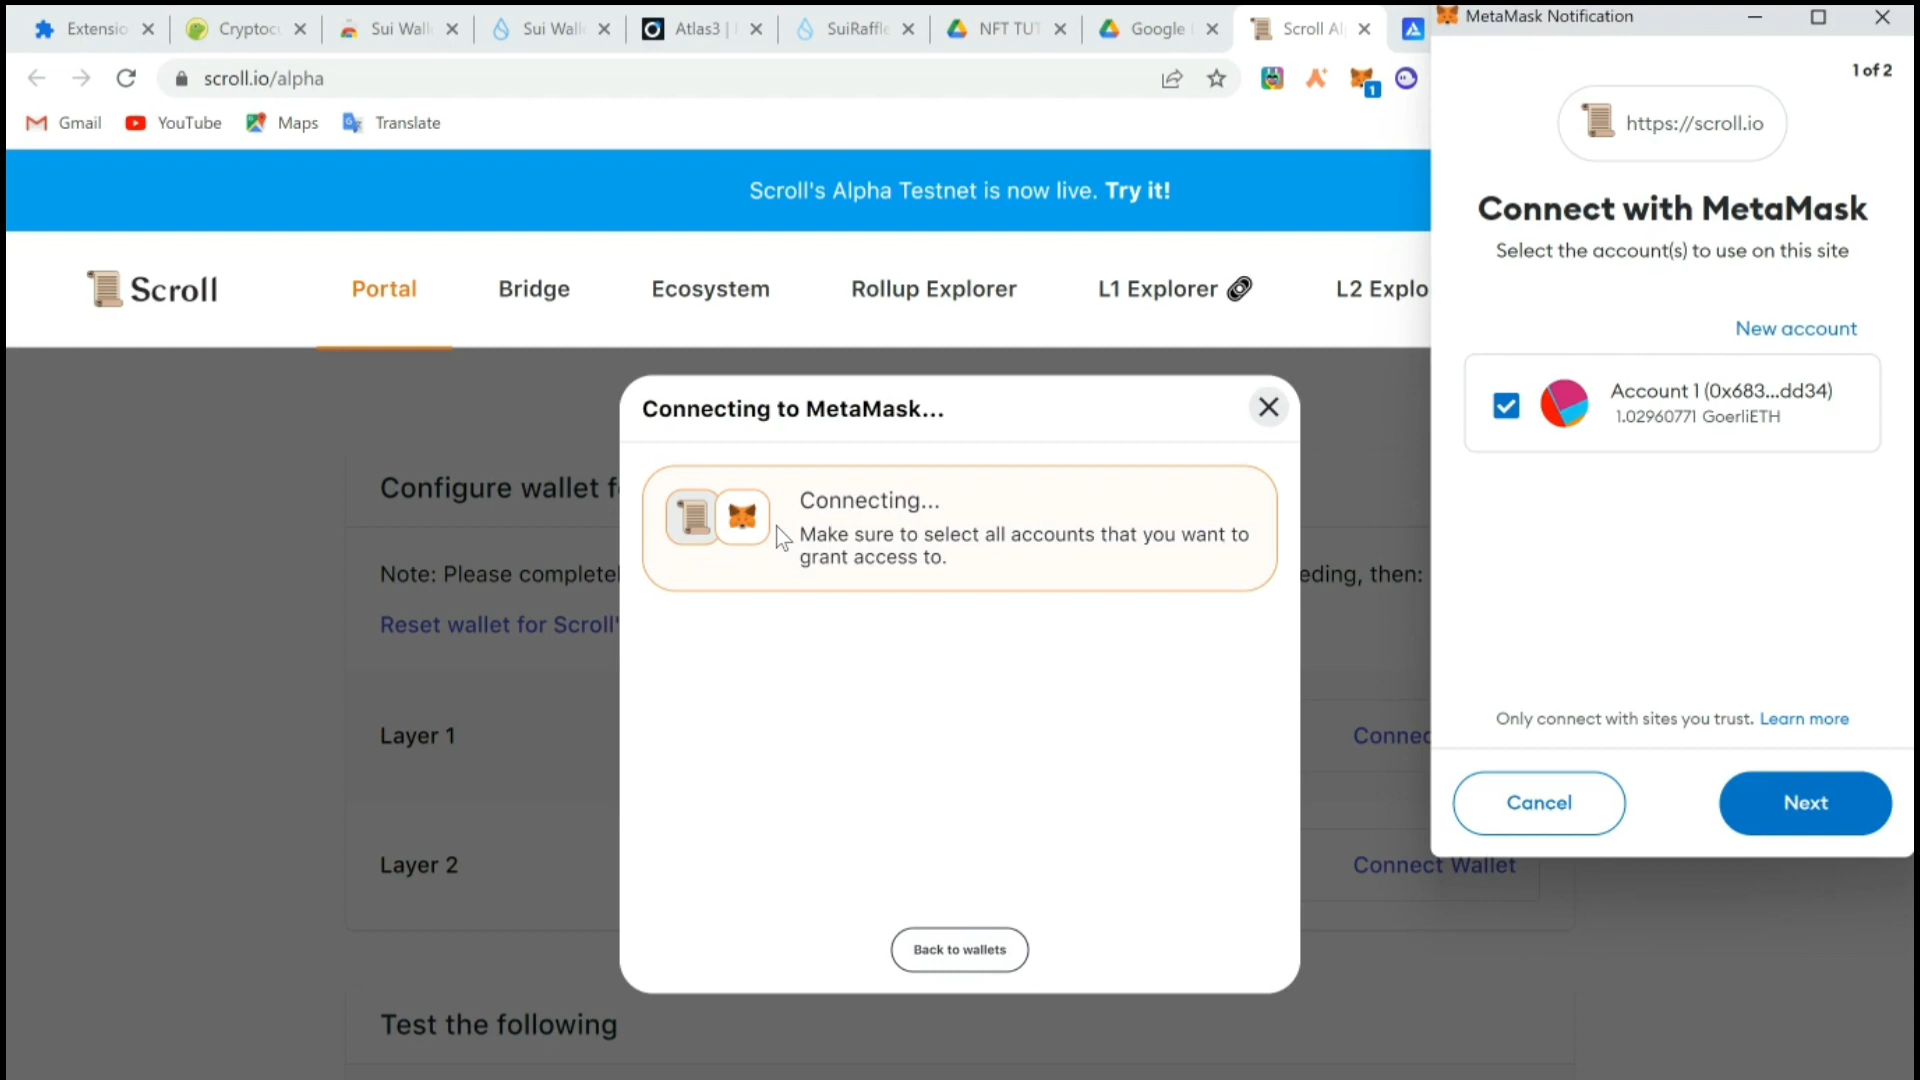 Extensio
Cryptoc
Sui Wall
Sui Wall
Atlas3 |
SuiRaffle
NFT TUT
Google
Scroll Al
MetaMask Notification
scroll.io/alpha
1
Gmail
YouTube
Maps
Translate
Scroll's Alpha Testnet is now live. Try it!
Scroll
Portal
Bridge
Ecosystem
Rollup Explorer
L1 Explorer
L2 Explo
Configure wallet f
Note: Please complete
eding, then:
Reset wallet for Scroll'
Layer 1
Connec
Layer 2
Connect Wallet
Test the following
Connecting to MetaMask...
Connecting...
Make sure to select all accounts that you want to
grant access to.
Back to wallets
1 of 2
https://scroll.io
Connect with MetaMask
Select the account(s) to use on this site
New account
Account 1 (0x683...dd34)
1.02960771 GoerliETH
Only connect with sites you trust. Learn more
Cancel
Next